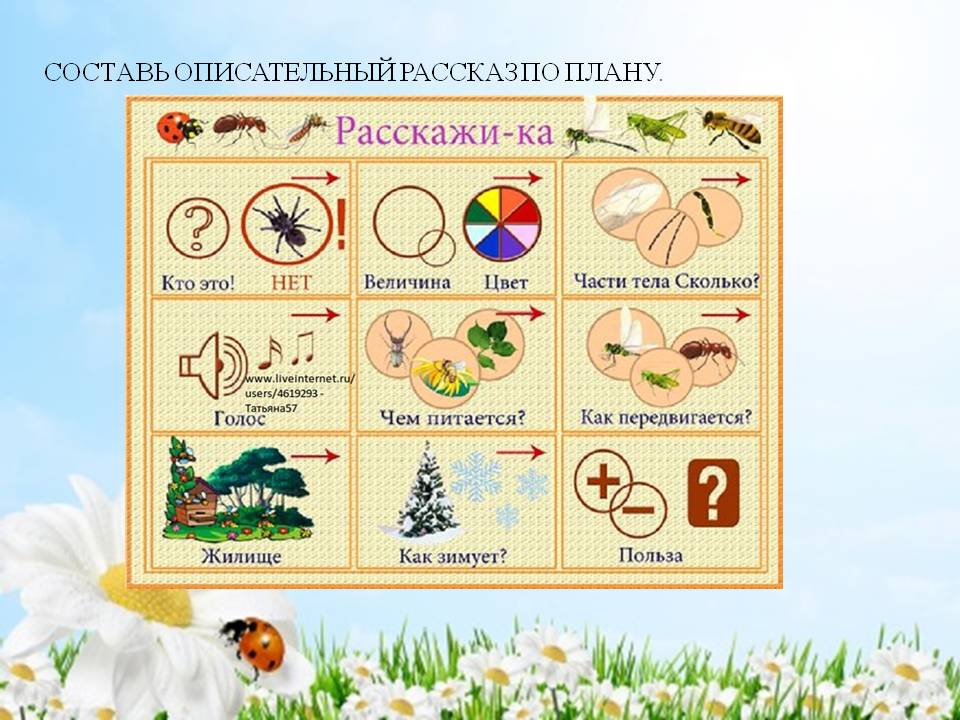 СОСТАВЬ ОПИСАТЕЛЬНЫЙ РАССКАЗ ПО ПЛАНУ.
Расскажи-ка
Кто это! НЕТ
Величина Цвет
Части тела Сколько?
Голос
www.liveinternet.ru/
users/4619293 -
Татьяна57
Чем питается?
Как передвигается?
Жилище
Как зимует?
Польза